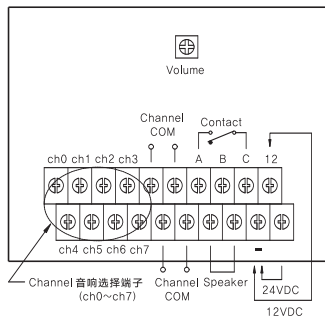 Volume
Channel
COM
Contact
ch0 ch1 ch2 ch3
A B C 12
ch4 ch5 ch6 ch7
-
Channel 音响选择端子
(ch0~ch7)
Channel
COM
Speaker
24VDC
12VDC